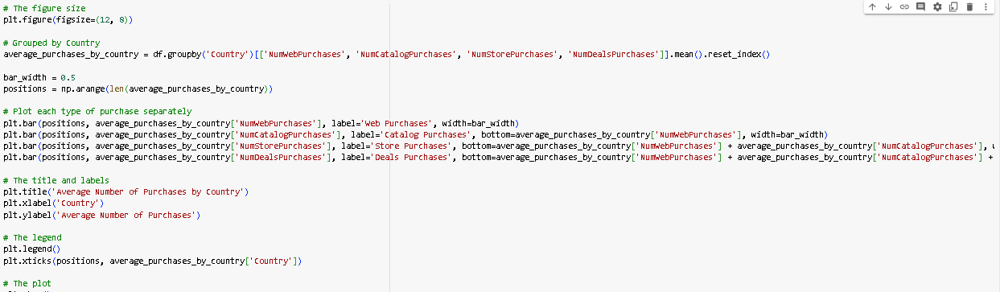 # The figure size
plt.figure(figsize=(12, 8))

# Grouped by Country
average_purchases_by_country = df.groupby('Country')[['NumWebPurchases', 'NumCatalogPurchases', 'NumStorePurchases', 'NumDealsPurchases']].mean().reset_index()

bar_width = 0.5
positions = np.arange(len(average_purchases_by_country))

# Plot each type of purchase separately
plt.bar(positions, average_purchases_by_country['NumWebPurchases'], label='Web Purchases', width=bar_width)
plt.bar(positions, average_purchases_by_country['NumCatalogPurchases'], label='Catalog Purchases', bottom=average_purchases_by_country['NumWebPurchases'], width=bar_width)
plt.bar(positions, average_purchases_by_country['NumStorePurchases'], label='Store Purchases', bottom=average_purchases_by_country['NumWebPurchases'] + average_purchases_by_country['NumCatalogPurchases'],
plt.bar(positions, average_purchases_by_country['NumDealsPurchases'], label='Deals Purchases', bottom=average_purchases_by_country['NumWebPurchases'] + average_purchases_by_country['NumCatalogPurchases'] +

# The title and labels
plt.title('Average Number of Purchases by Country')
plt.xlabel('Country')
plt.ylabel('Average Number of Purchases')

# The legend
plt.legend()
plt.xticks(positions, average_purchases_by_country['Country'])

# The plot